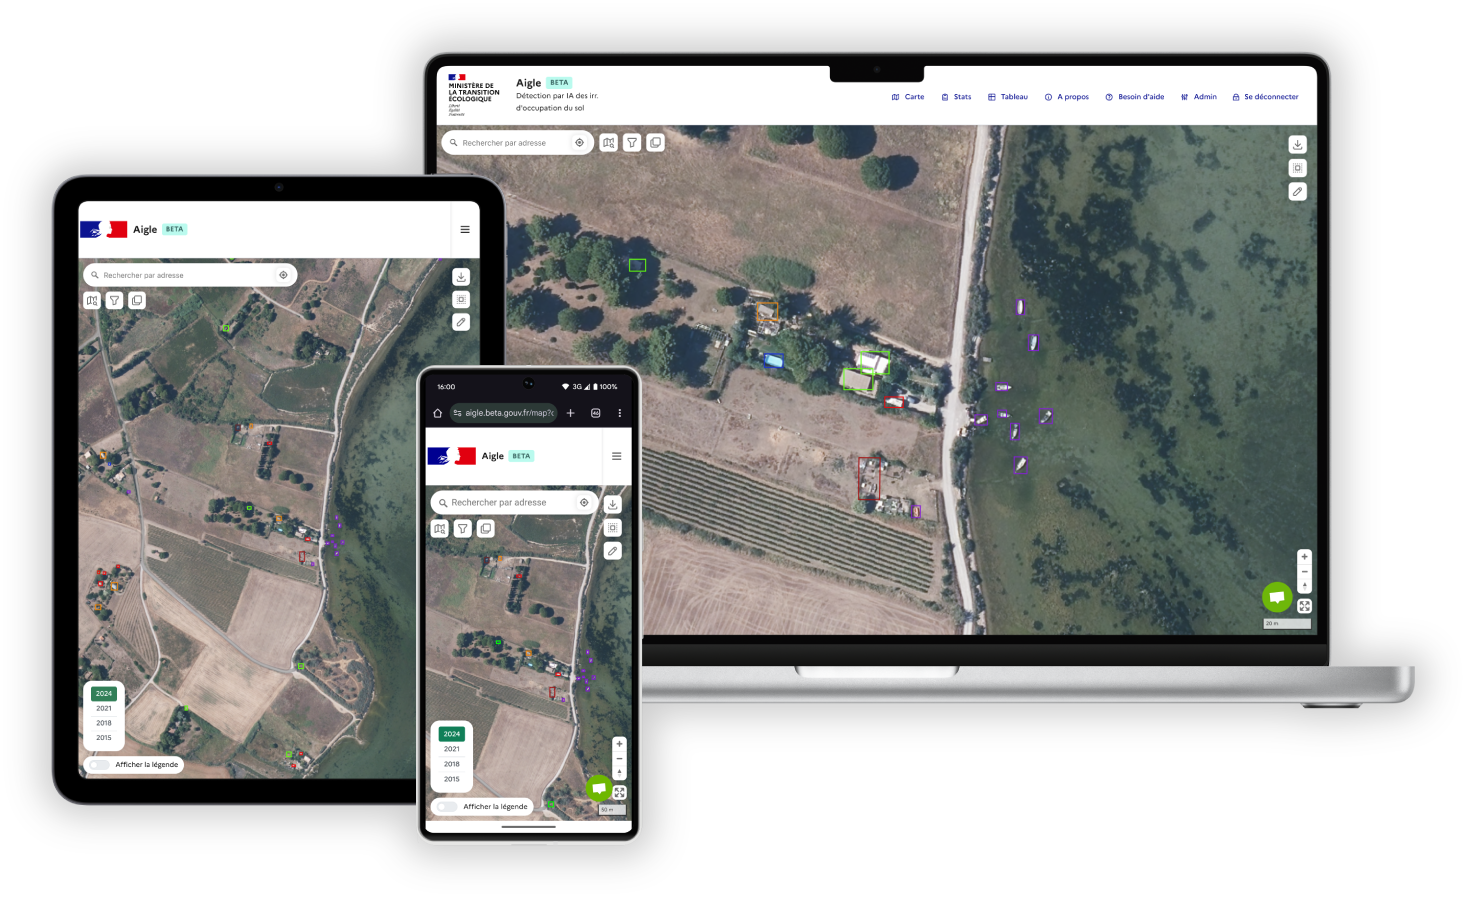 MINISTÈRE DE
LA TRANSITION
ÉCOLOGIQUE
Liberté
Égalité
Fraternité
Aigle BETA
Détection par IA des irr.
d'occupation du sol
Carte
Stats
Tableau
A propos
Besoin d'aide
Admin
Se déconnecter
Rechercher par adresse
+
−
20 m
Aigle BETA
Rechercher par adresse
2024
2021
2018
2015
Afficher la légende
16:00
3G
100%
aigle.beta.gouv.fr/map?c
+
Aigle BETA
Rechercher par adresse
2024
2021
2018
2015
Afficher la légende
+
−
50 m